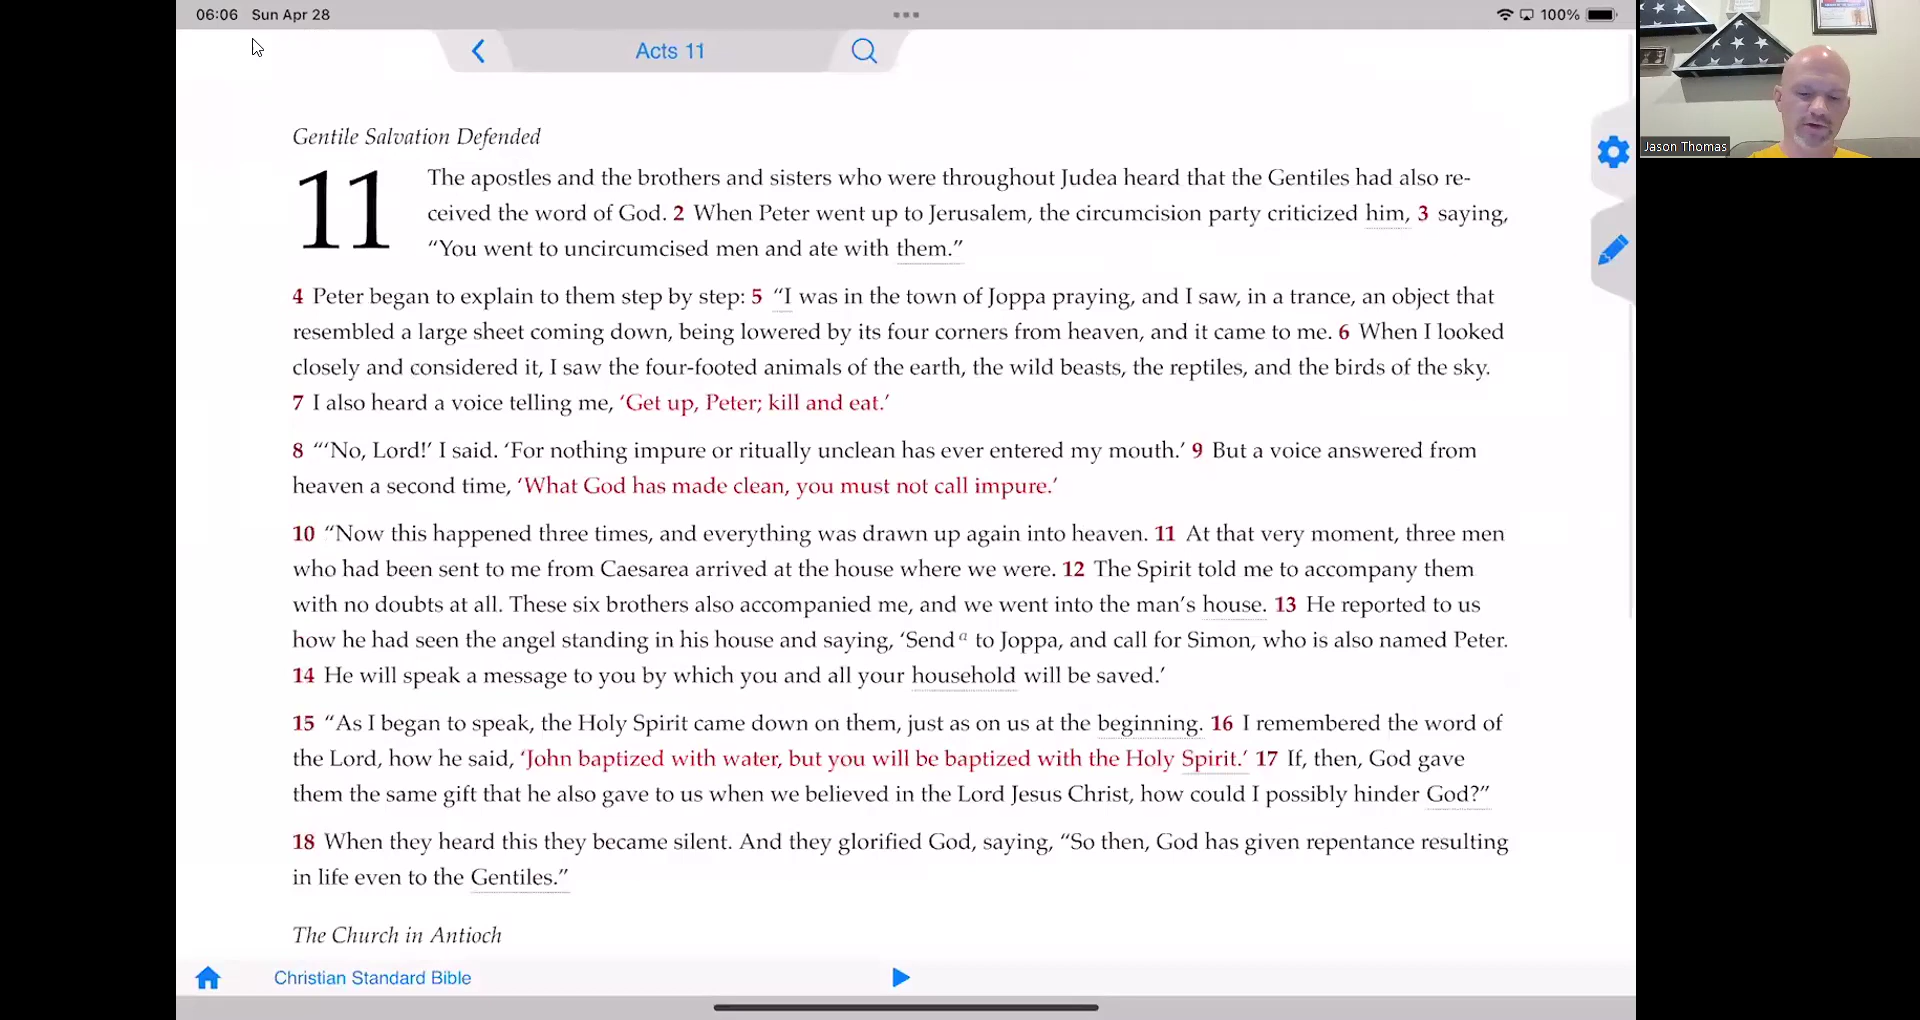 06:06 Sun Apr 28
100%
Acts 11
Jason Thomas
Gentile Salvation Defended
11 The apostles and the brothers and sisters who were throughout Judea heard that the Gentiles had also re-
ceived the word of God. 2 When Peter went up to Jerusalem, the circumcision party criticized him, 3 saying,
“You went to uncircumcised men and ate with them.”
4 Peter began to explain to them step by step: 5 “I was in the town of Joppa praying, and I saw, in a trance, an object that
resembled a large sheet coming down, being lowered by its four corners from heaven, and it came to me. 6 When I looked
closely and considered it, I saw the four-footed animals of the earth, the wild beasts, the reptiles, and the birds of the sky.
7 I also heard a voice telling me, ‘Get up, Peter; kill and eat.’
8 “‘No, Lord!’ I said. ‘For nothing impure or ritually unclean has ever entered my mouth.’ 9 But a voice answered from
heaven a second time, ‘What God has made clean, you must not call impure.’
10 “Now this happened three times, and everything was drawn up again into heaven. 11 At that very moment, three men
who had been sent to me from Caesarea arrived at the house where we were. 12 The Spirit told me to accompany them
with no doubts at all. These six brothers also accompanied me, and we went into the man’s house. 13 He reported to us
how he had seen the angel standing in his house and saying, ‘Send a to Joppa, and call for Simon, who is also named Peter.
14 He will speak a message to you by which you and all your household will be saved.’
15 “As I began to speak, the Holy Spirit came down on them, just as on us at the beginning. 16 I remembered the word of
the Lord, how he said, ‘John baptized with water, but you will be baptized with the Holy Spirit.’ 17 If, then, God gave
them the same gift that he also gave to us when we believed in the Lord Jesus Christ, how could I possibly hinder God?”
18 When they heard this they became silent. And they glorified God, saying, “So then, God has given repentance resulting
in life even to the Gentiles.”
The Church in Antioch
Christian Standard Bible